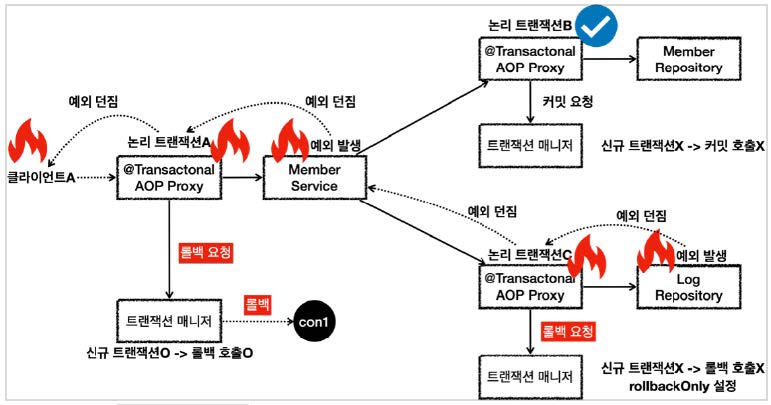 논리 트랜잭션B
@Transactonal
AOP Proxy
Member
Repository
커밋 요청
트랜잭션 매니저
신규 트랜잭션X -> 커밋 호출X
예외 던짐
예외 던짐
논리 트랜잭션A
예외 발생
클라이언트A
@Transactonal
AOP Proxy
Member
Service
롤백 요청
트랜잭션 매니저
롤백
con1
신규 트랜잭션O -> 롤백 호출O
예외 던짐
예외 던짐
논리 트랜잭션C
예외 발생
@Transactonal
AOP Proxy
Log
Repository
롤백 요청
트랜잭션 매니저
신규 트랜잭션X -> 롤백 호출X
rollbackOnly 설정